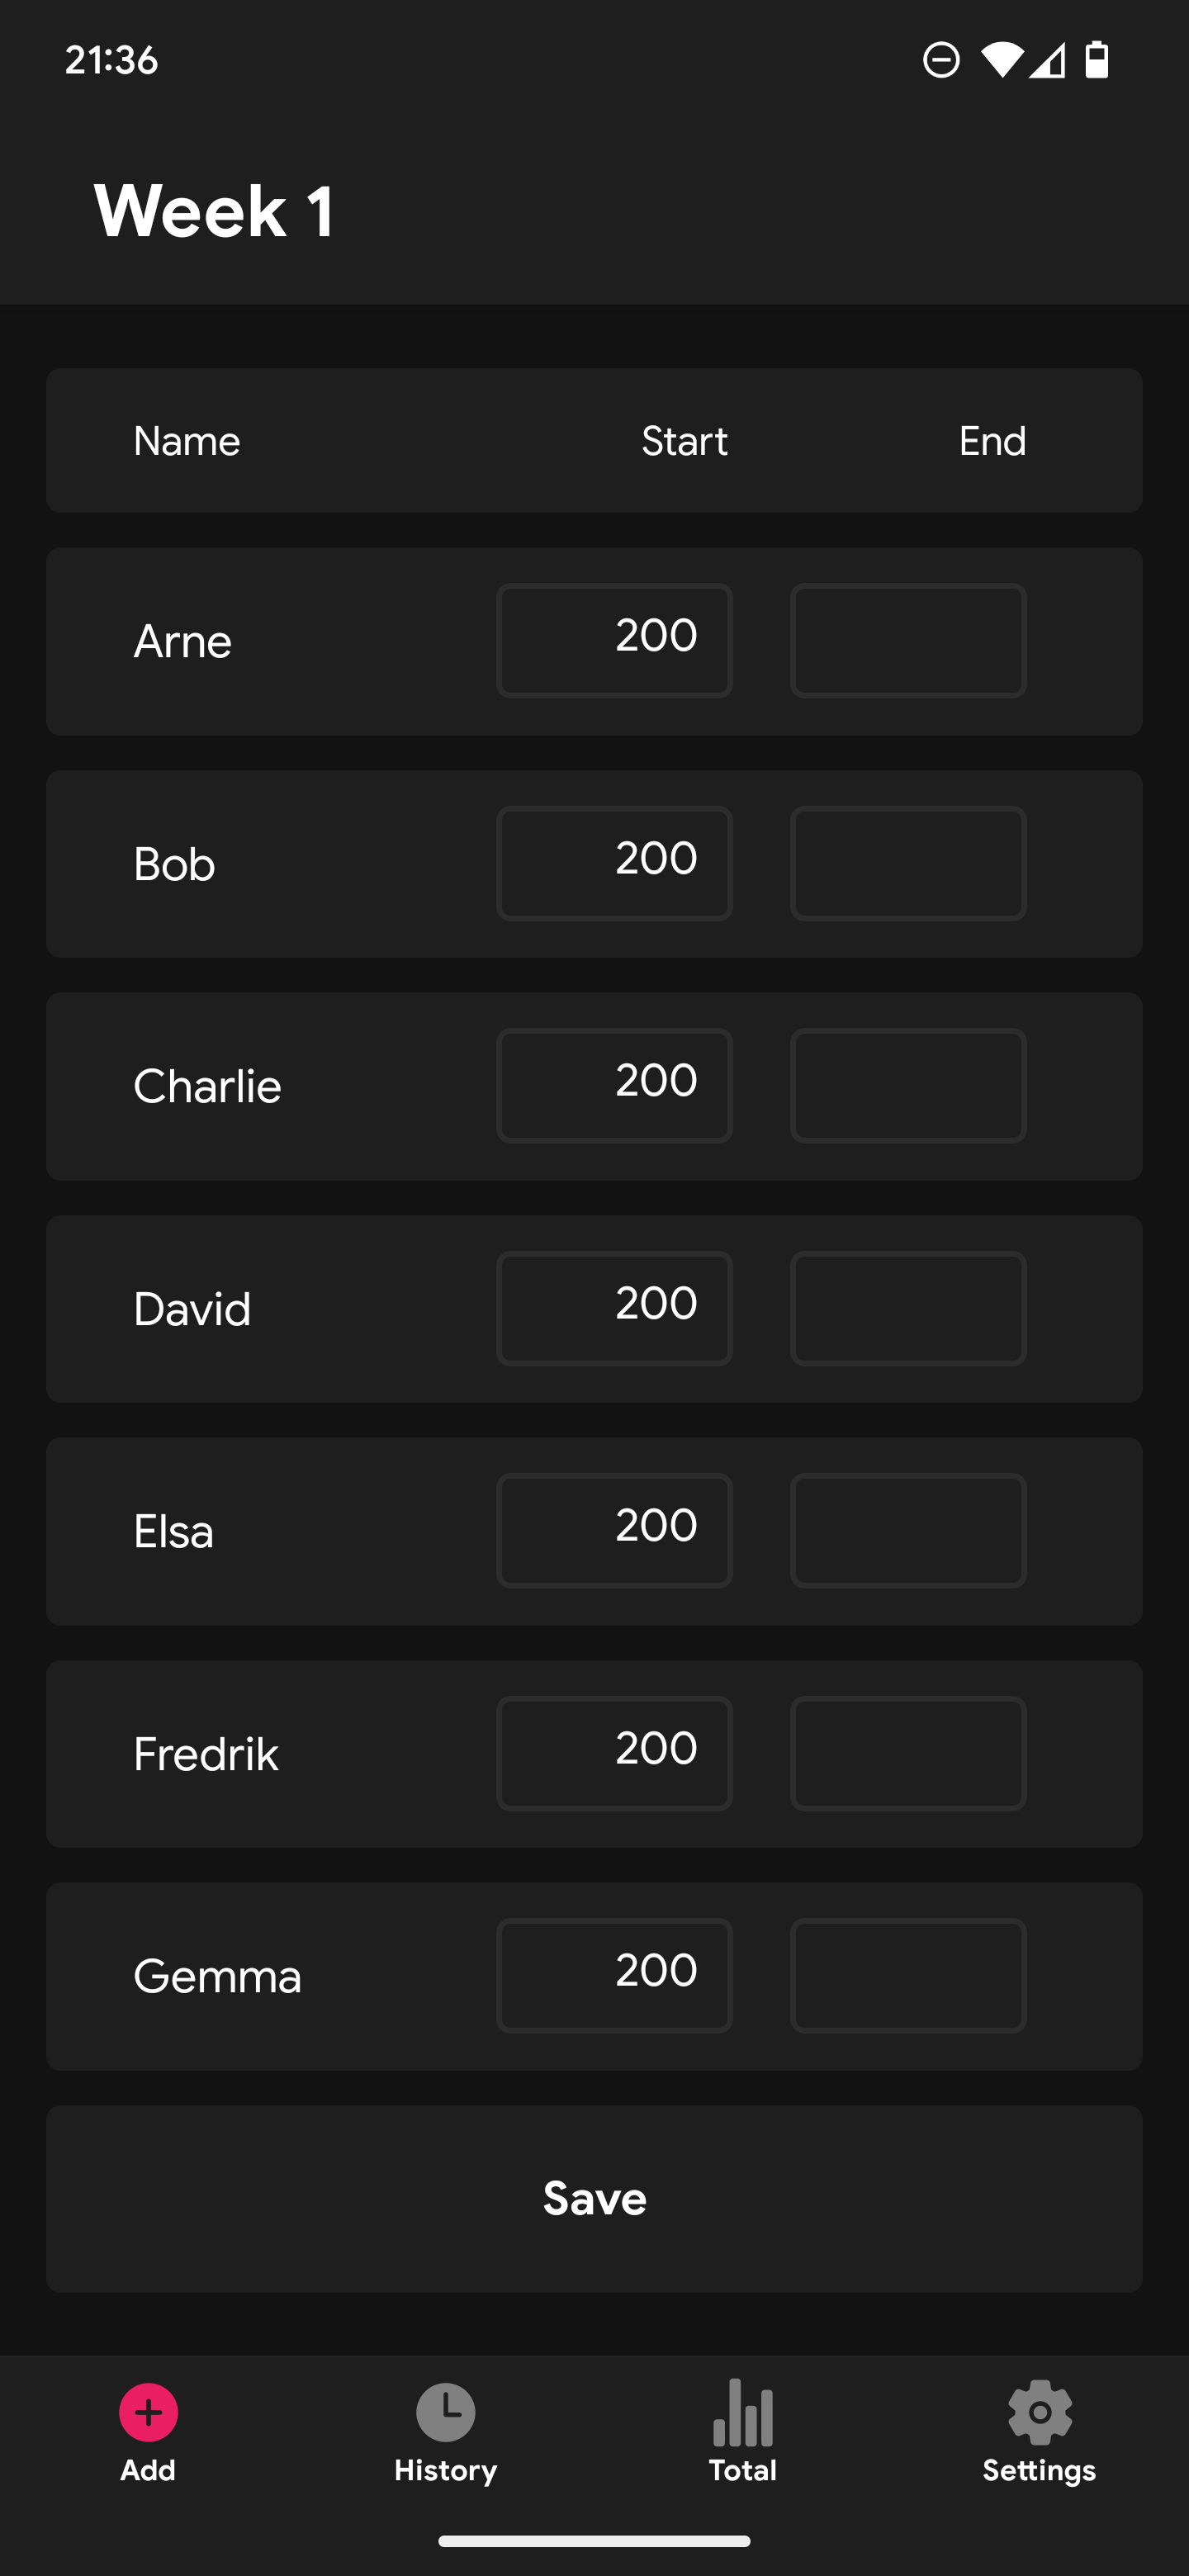 21:36
Week 1
Name Start End
Arne 200
Bob 200
Charlie 200
David 200
Elsa 200
Fredrik 200
Gemma 200
Save
Add History Total Settings